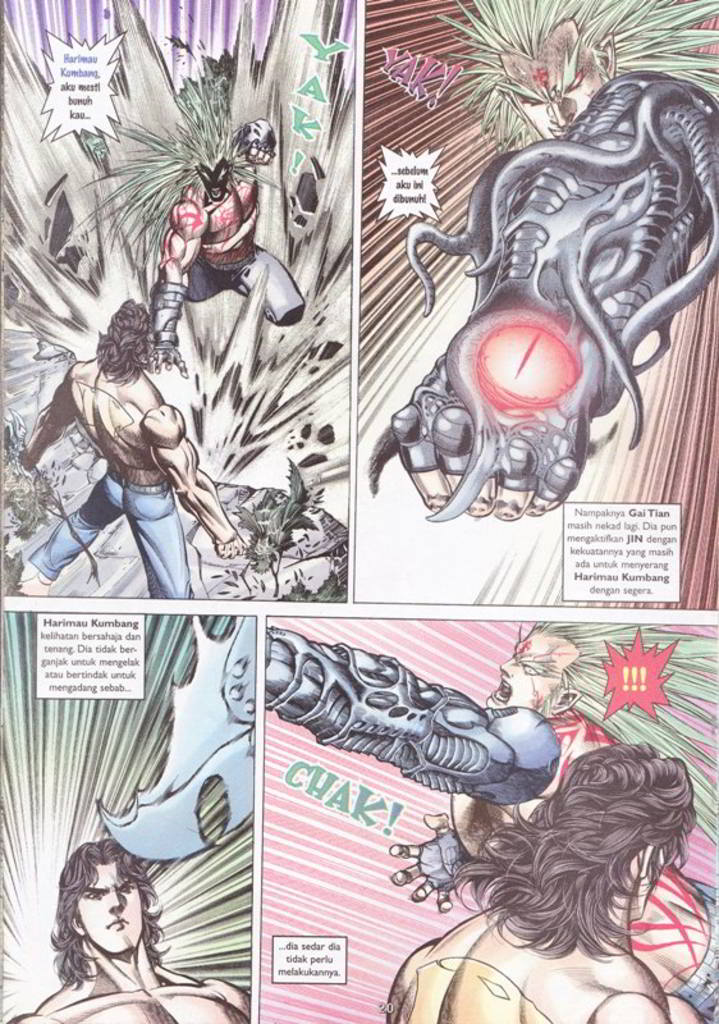 Harimau
Kumbang,
aku mesti
bunuh
kau...
YAK!
YAK!
...sebelum
aku ini
dibunuh!
Nampaknya Gai Tian
masih nekad lagi. Dia pun
mengaktifkan JIN dengan
kekuatannya yang masih
ada untuk menyerang
Harimau Kumbang
dengan segera.
Harimau Kumbang
kelihatan bersahaja dan
tenang. Dia tidak ber-
ganjak untuk mengelak
atau bertindak untuk
mengadang sebab...
!!!
CHAK!
...dia sedar dia
tidak perlu
melakukannya.
20